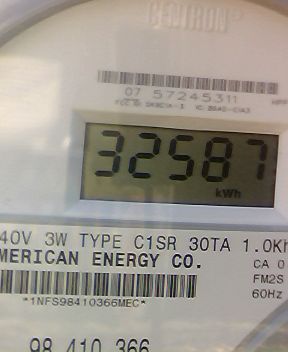 CENTRON®
07 57245311
32587
kWh
40V 3W TYPE C1SR 30TA 1.0Kh
MERICAN ENERGY CO.
CA 0
FM2S
60Hz
*1NFS98410366MEC*
98 410 366